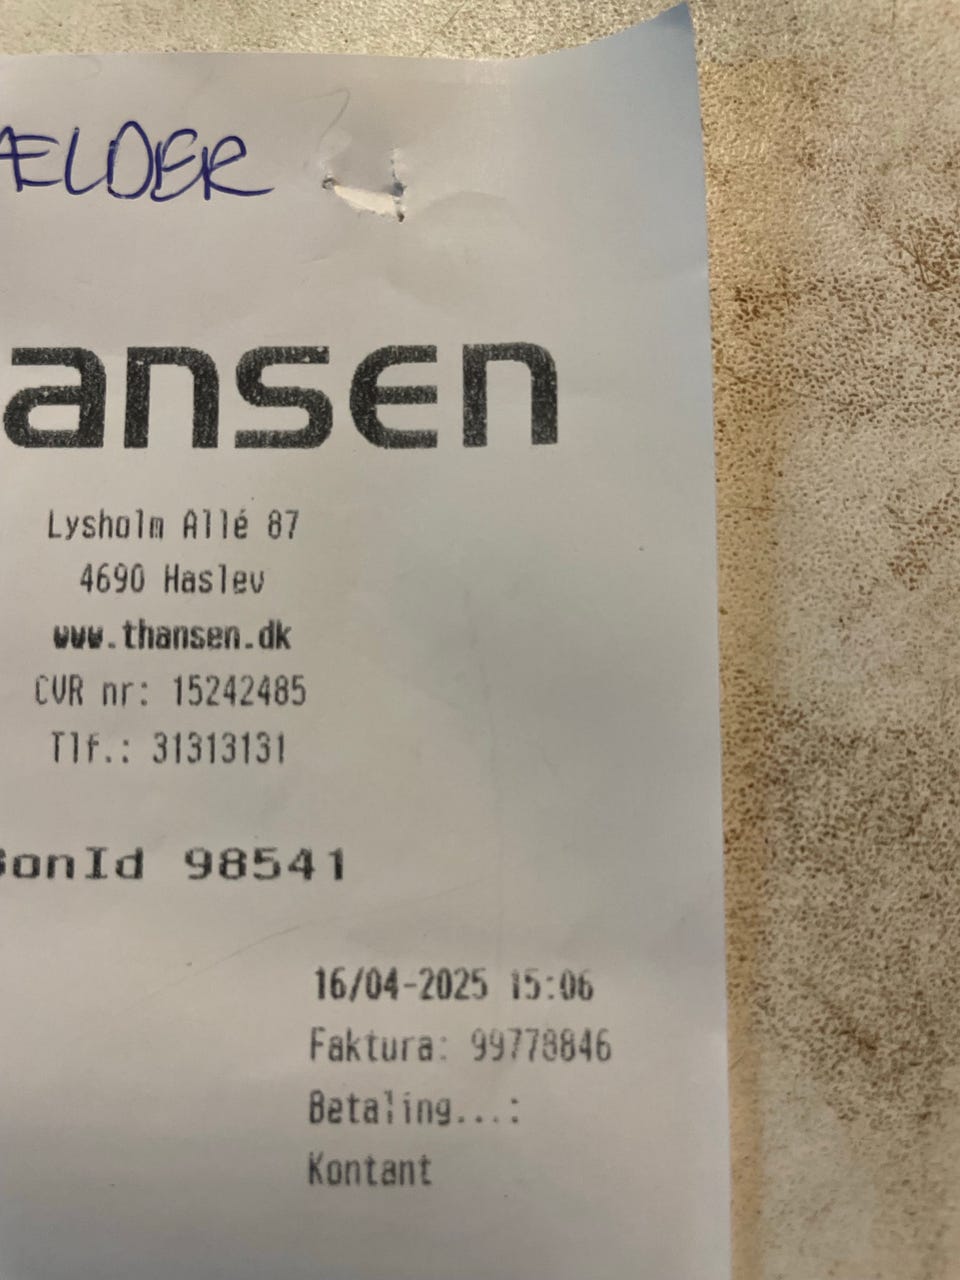 ÆLDER
ansen
Lysholm Allé 87
4690 Haslev
www.thansen.dk
CVR nr: 15242485
Tlf.: 31313131
BonId 98541
16/04-2025 15:06
Faktura: 99778846
Betaling...:
Kontant